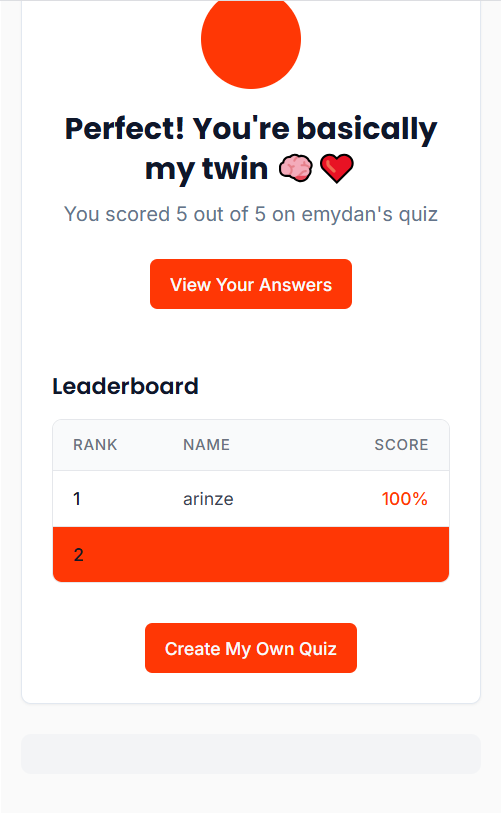 Perfect! You're basically
my twin 🧠❤️
You scored 5 out of 5 on emydan's quiz
View Your Answers
Leaderboard
RANK NAME SCORE
1 arinze 100%
2
Create My Own Quiz